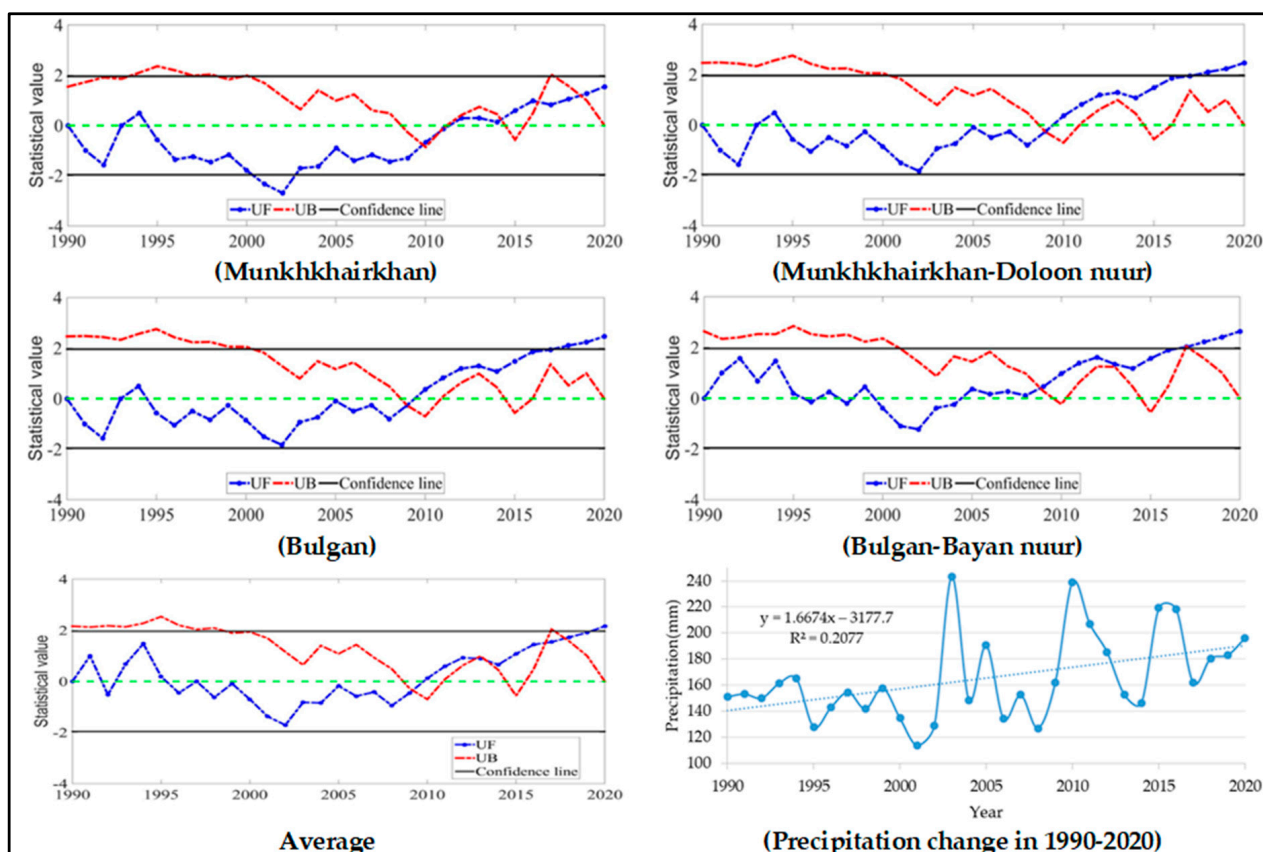 4
2
0
-2
-4
Statistical value
UF UB Confidence line
1990 1995 2000 2005 2010 2015 2020
(Munkhkhairkhan)
4
2
0
-2
-4
Statistical value
UF UB Confidence line
1990 1995 2000 2005 2010 2015 2020
(Munkhkhairkhan-Doloon nuur)
4
2
0
-2
-4
Statistical value
UF UB Confidence line
1990 1995 2000 2005 2010 2015 2020
(Bulgan)
4
2
0
-2
-4
Statistical value
UF UB Confidence line
1990 1995 2000 2005 2010 2015 2020
(Bulgan-Bayan nuur)
4
2
0
-2
-4
Statistical value
UF
UB
Confidence line
1990 1995 2000 2005 2010 2015 2020
Average
240
220
200
180
160
140
120
100
Precipitation(mm)
y = 1.6674x – 3177.7
R² = 0.2077
1990 1995 2000 2005 2010 2015 2020
Year
(Precipitation change in 1990-2020)